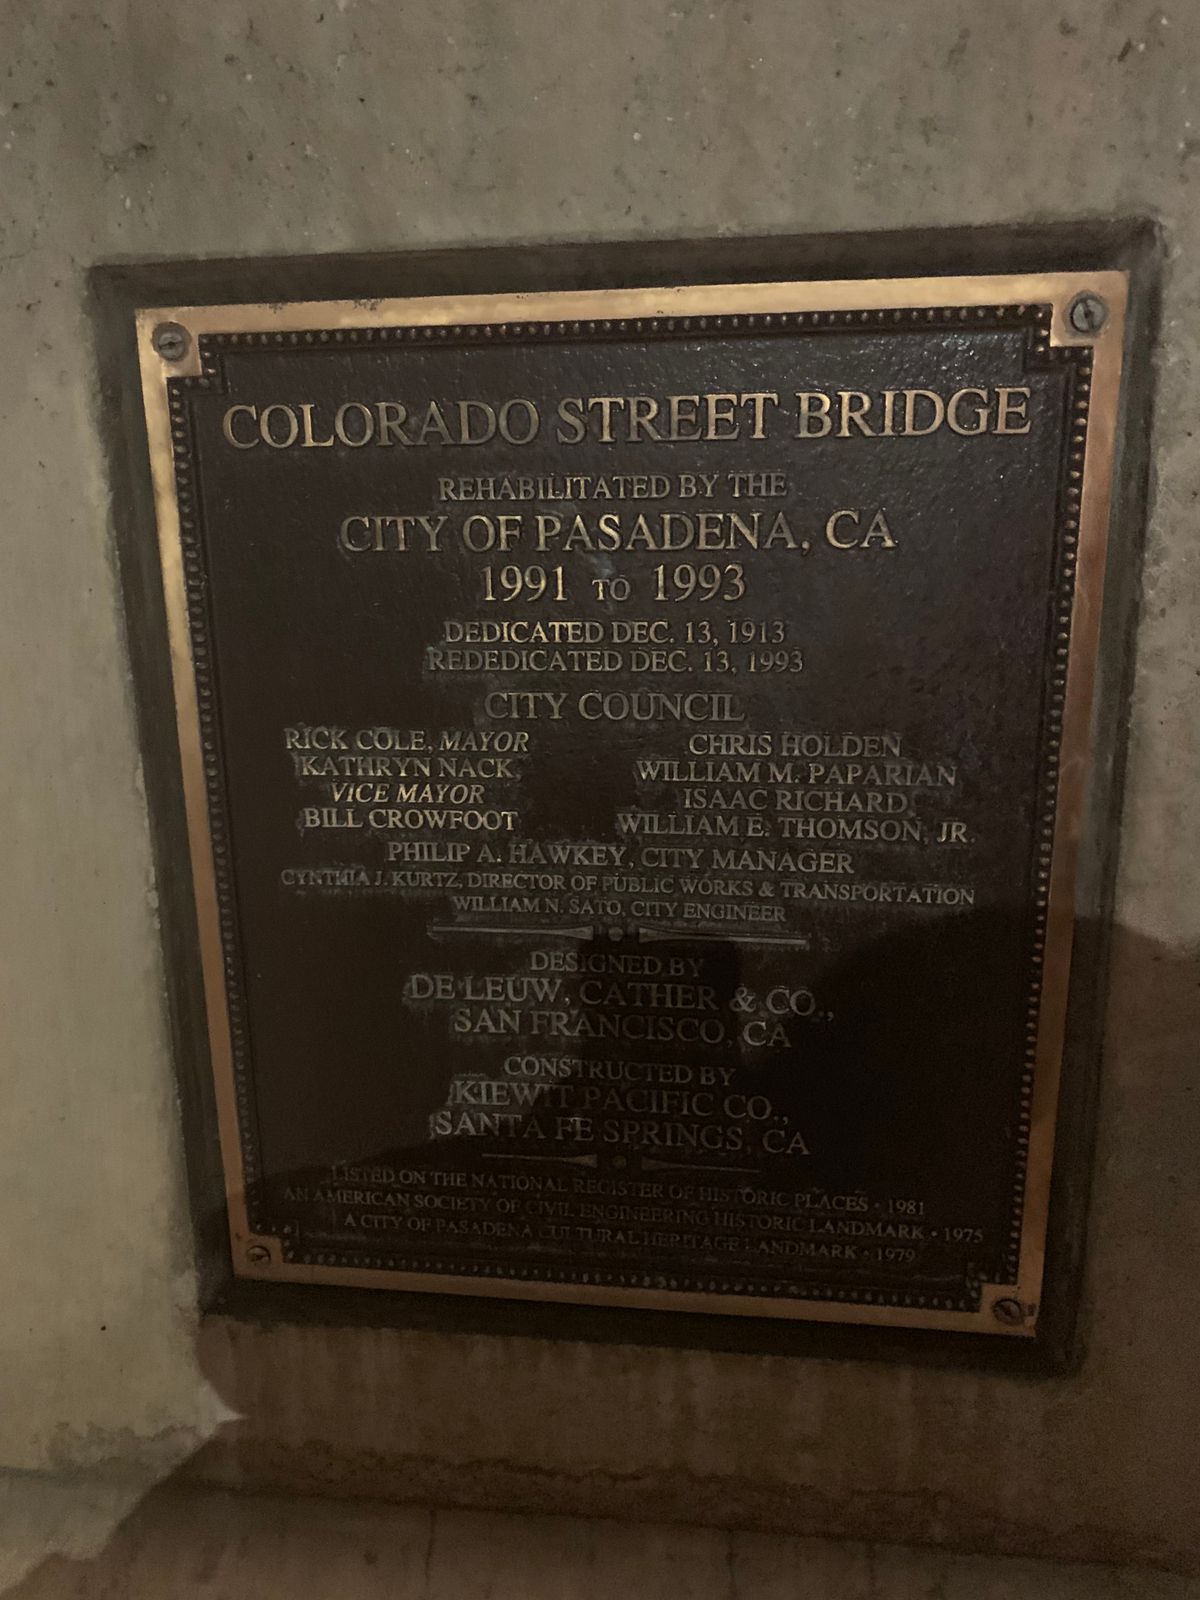 COLORADO STREET BRIDGE
REHABILITATED BY THE
CITY OF PASADENA, CA
1991 TO 1993
DEDICATED DEC. 13, 1913
REDEDICATED DEC. 13, 1993
CITY COUNCIL
RICK COLE, MAYOR
KATHRYN NACK,
VICE MAYOR
BILL CROWFOOT
CHRIS HOLDEN
WILLIAM M. PAPARIAN
ISAAC RICHARD
WILLIAM E. THOMSON, JR.
PHILIP A. HAWKEY, CITY MANAGER
CYNTHIA J. KURTZ, DIRECTOR OF PUBLIC WORKS & TRANSPORTATION
WILLIAM N. SATO, CITY ENGINEER
DESIGNED BY
DE LEUW, CATHER & CO.,
SAN FRANCISCO, CA
CONSTRUCTED BY
KIEWIT PACIFIC CO.,
SANTA FE SPRINGS, CA
LISTED ON THE NATIONAL REGISTER OF HISTORIC PLACES • 1981
AN AMERICAN SOCIETY OF CIVIL ENGINEERING HISTORIC LANDMARK • 1975
A CITY OF PASADENA CULTURAL HERITAGE LANDMARK • 1979